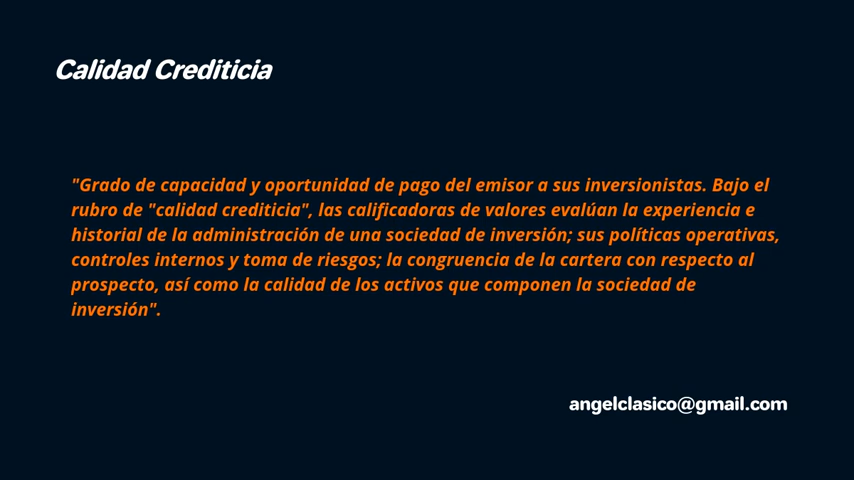 Calidad Crediticia
"Grado de capacidad y oportunidad de pago del emisor a sus inversionistas. Bajo el
rubro de "calidad crediticia", las calificadoras de valores evalúan la experiencia e
historial de la administración de una sociedad de inversión; sus políticas operativas,
controles internos y toma de riesgos; la congruencia de la cartera con respecto al
prospecto, así como la calidad de los activos que componen la sociedad de
inversión".
angelclasico@gmail.com